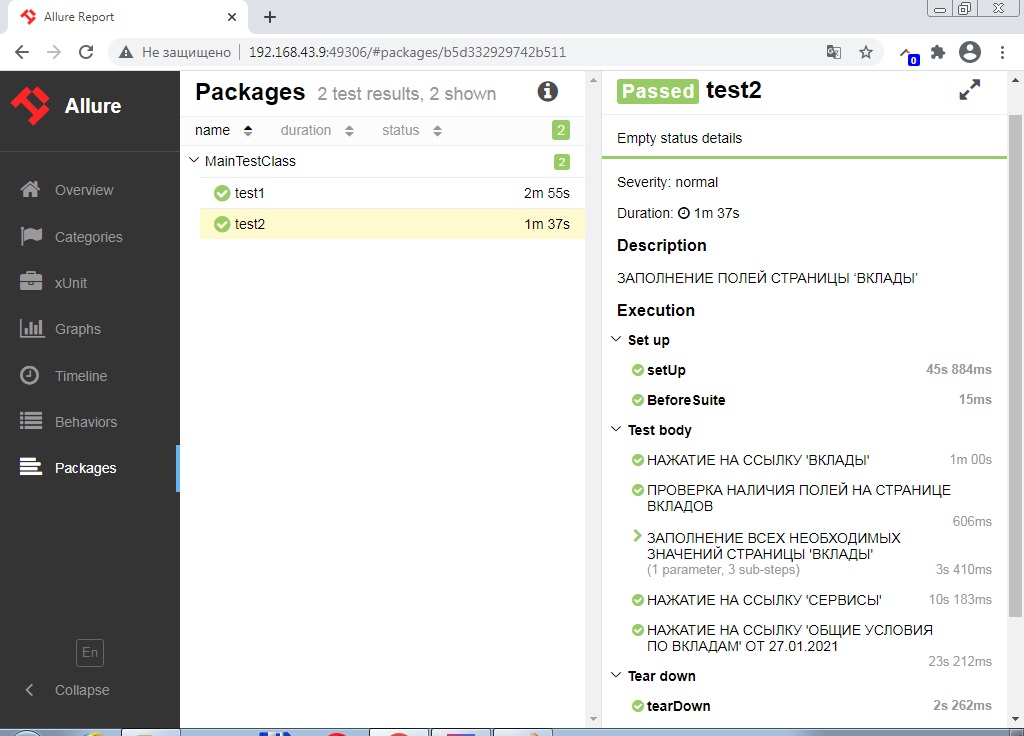 Allure Report
Не защищено
192.168.43.9:49306/#packages/b5d332929742b511
0
Allure
Overview
Categories
xUnit
Graphs
Timeline
Behaviors
Packages
En
Collapse
Packages 2 test results, 2 shown
name duration status 2
MainTestClass 2
test1 2m 55s
test2 1m 37s
Passed test2
Empty status details
Severity: normal
Duration: 1m 37s
Description
ЗАПОЛНЕНИЕ ПОЛЕЙ СТРАНИЦЫ ‘ВКЛАДЫ’
Execution
Set up
setUp 45s 884ms
BeforeSuite 15ms
Test body
НАЖАТИЕ НА ССЫЛКУ 'ВКЛАДЫ' 1m 00s
ПРОВЕРКА НАЛИЧИЯ ПОЛЕЙ НА СТРАНИЦЕ
ВКЛАДОВ
606ms
ЗАПОЛНЕНИЕ ВСЕХ НЕОБХОДИМЫХ
ЗНАЧЕНИЙ СТРАНИЦЫ 'ВКЛАДЫ'
(1 parameter, 3 sub-steps) 3s 410ms
НАЖАТИЕ НА ССЫЛКУ 'СЕРВИСЫ' 10s 183ms
НАЖАТИЕ НА ССЫЛКУ 'ОБЩИЕ УСЛОВИЯ
ПО ВКЛАДАМ' ОТ 27.01.2021
23s 212ms
Tear down
tearDown 2s 262ms